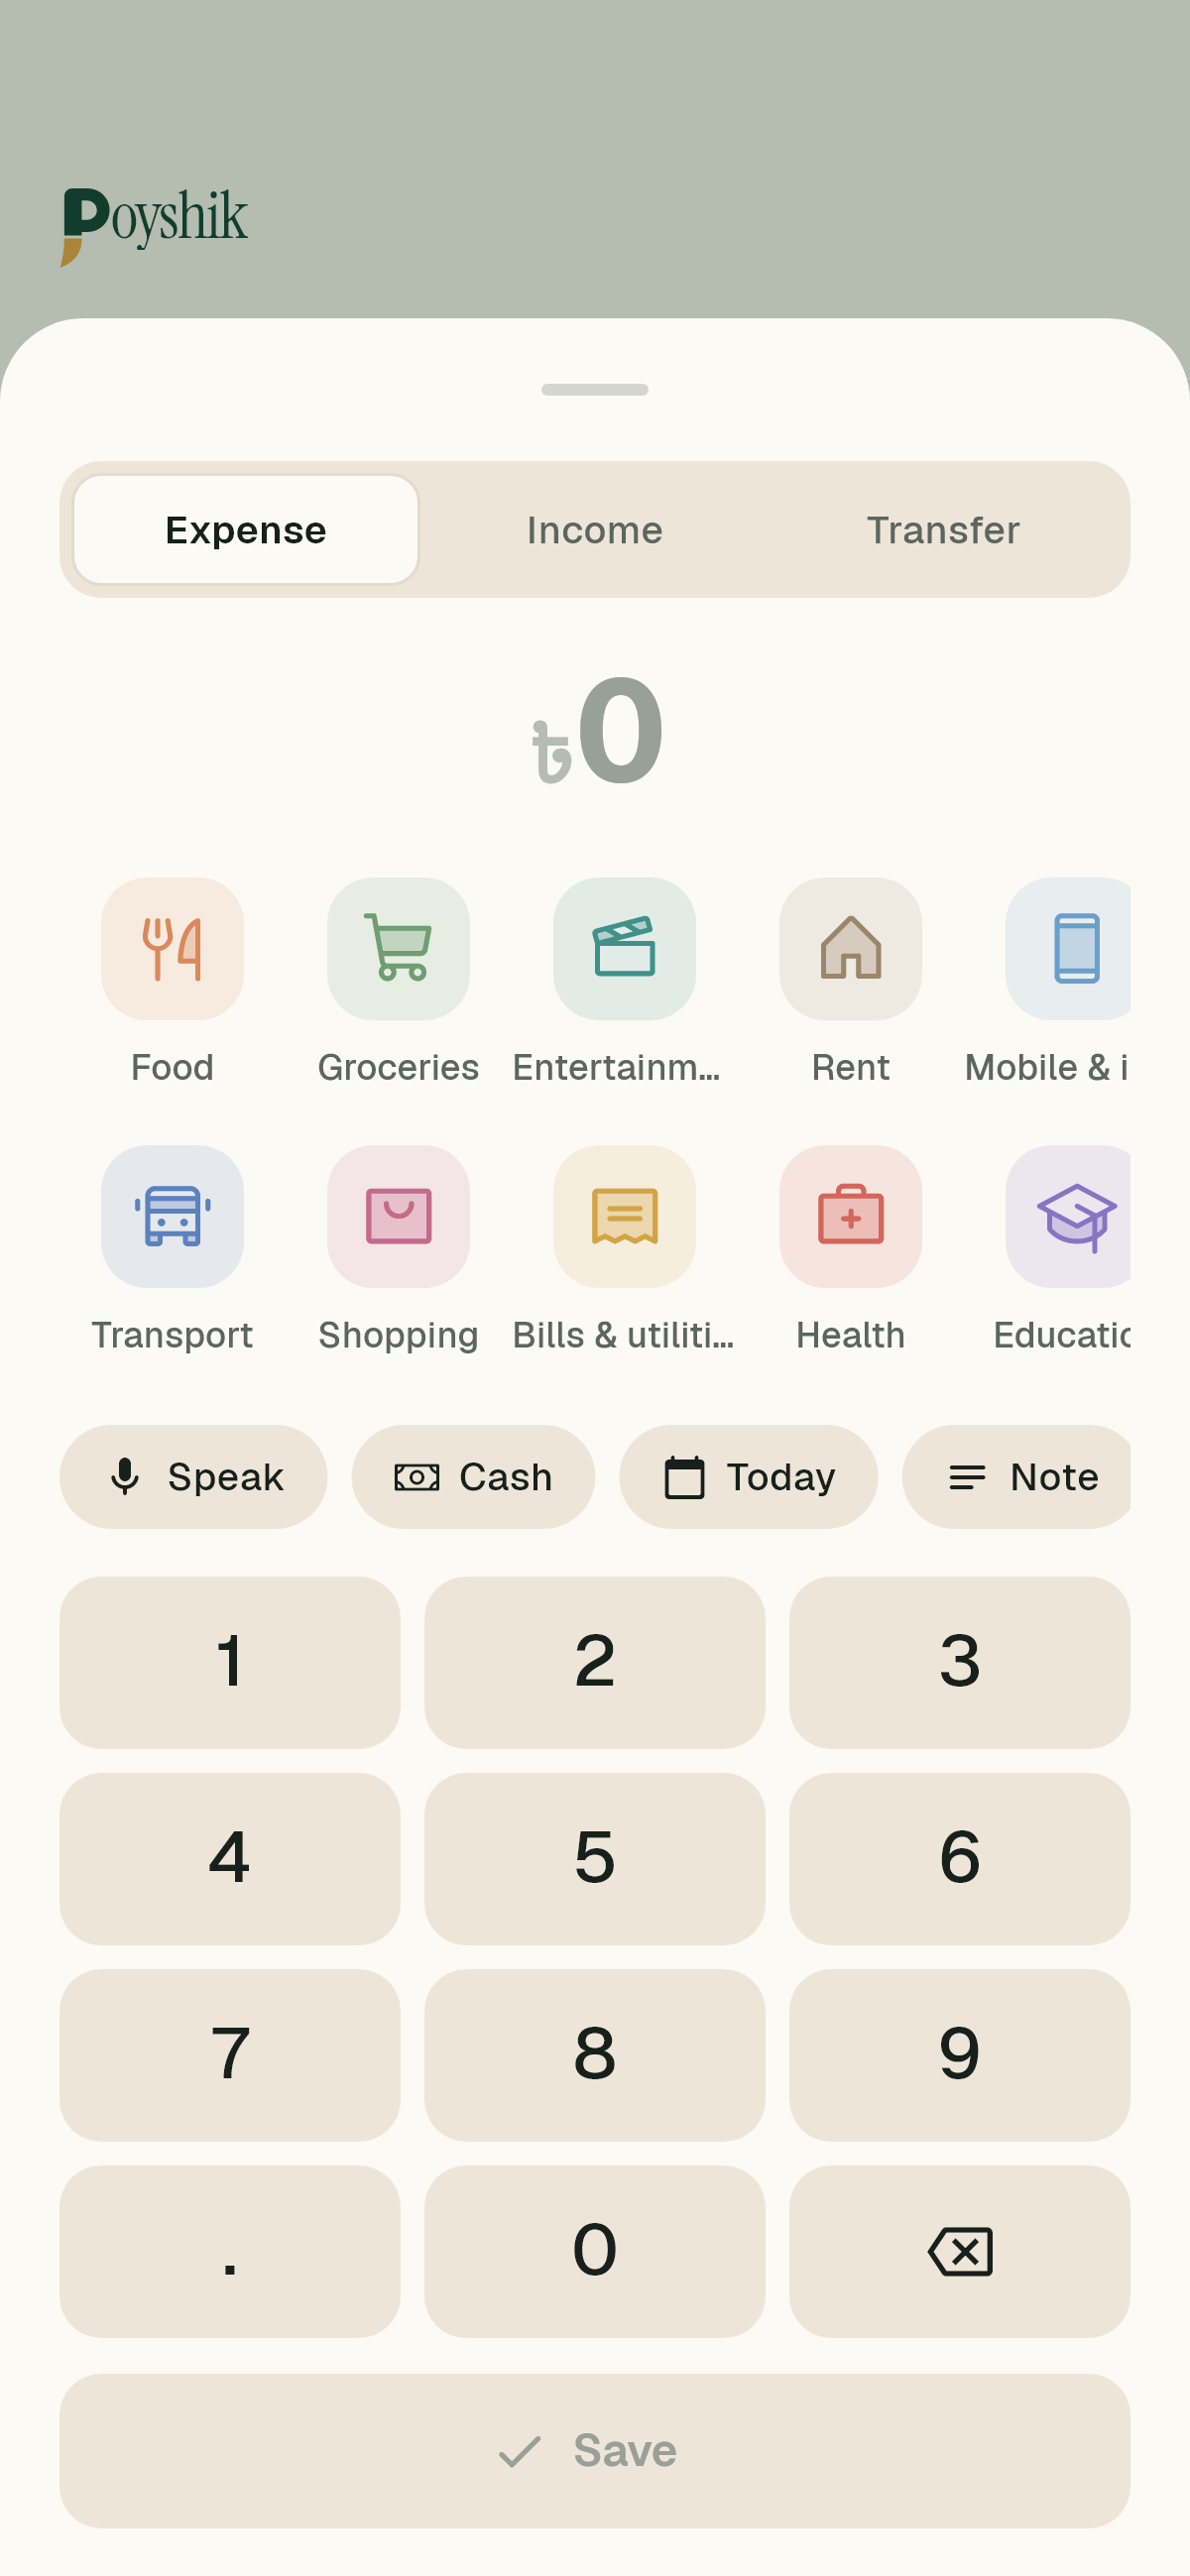 Poyshik
Expense Income Transfer
৳0
Food Groceries Entertainm... Rent Mobile & i
Transport Shopping Bills & utiliti... Health Educatio
Speak Cash Today Note
1 2 3
4 5 6
7 8 9
. 0
Save